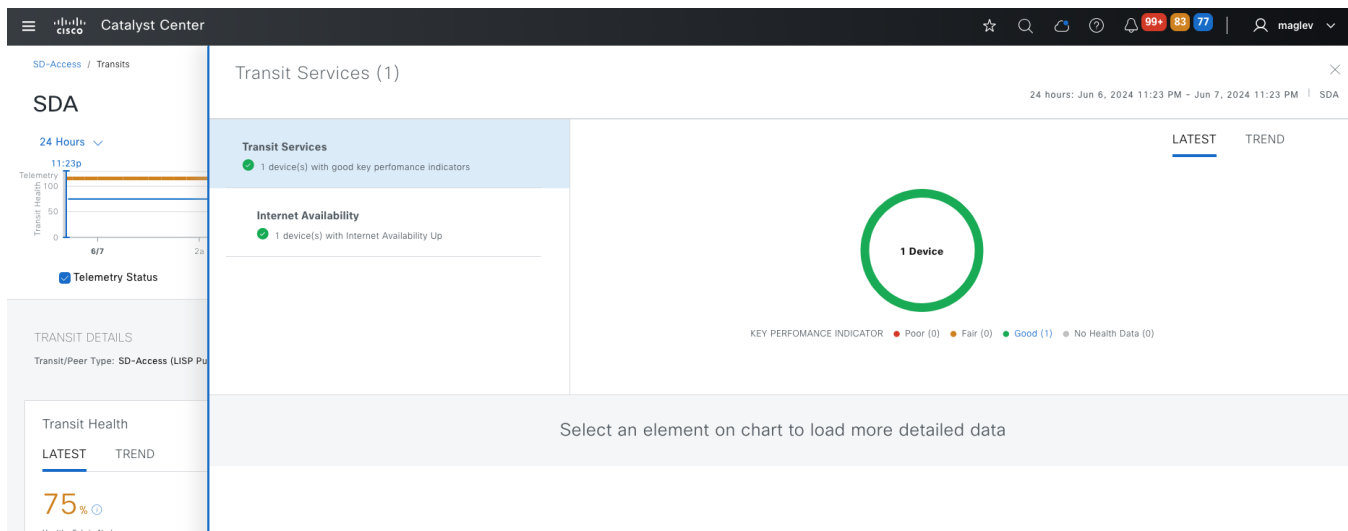 CISCO Catalyst Center
99+ 83 77 maglev
SD-Access / Transits
SDA
24 Hours
11:23p
Telemetry
100
50
0
Transit Health
6/7 2a
Telemetry Status
TRANSIT DETAILS
Transit/Peer Type: SD-Access (LISP Pu
Transit Health
LATEST TREND
75%
Transit Services (1)
24 hours: Jun 6, 2024 11:23 PM - Jun 7, 2024 11:23 PM | SDA
Transit Services
1 device(s) with good key perfomance indicators
Internet Availability
1 device(s) with Internet Availability Up
LATEST TREND
1 Device
KEY PERFOMANCE INDICATOR Poor (0) Fair (0) Good (1) No Health Data (0)
Select an element on chart to load more detailed data